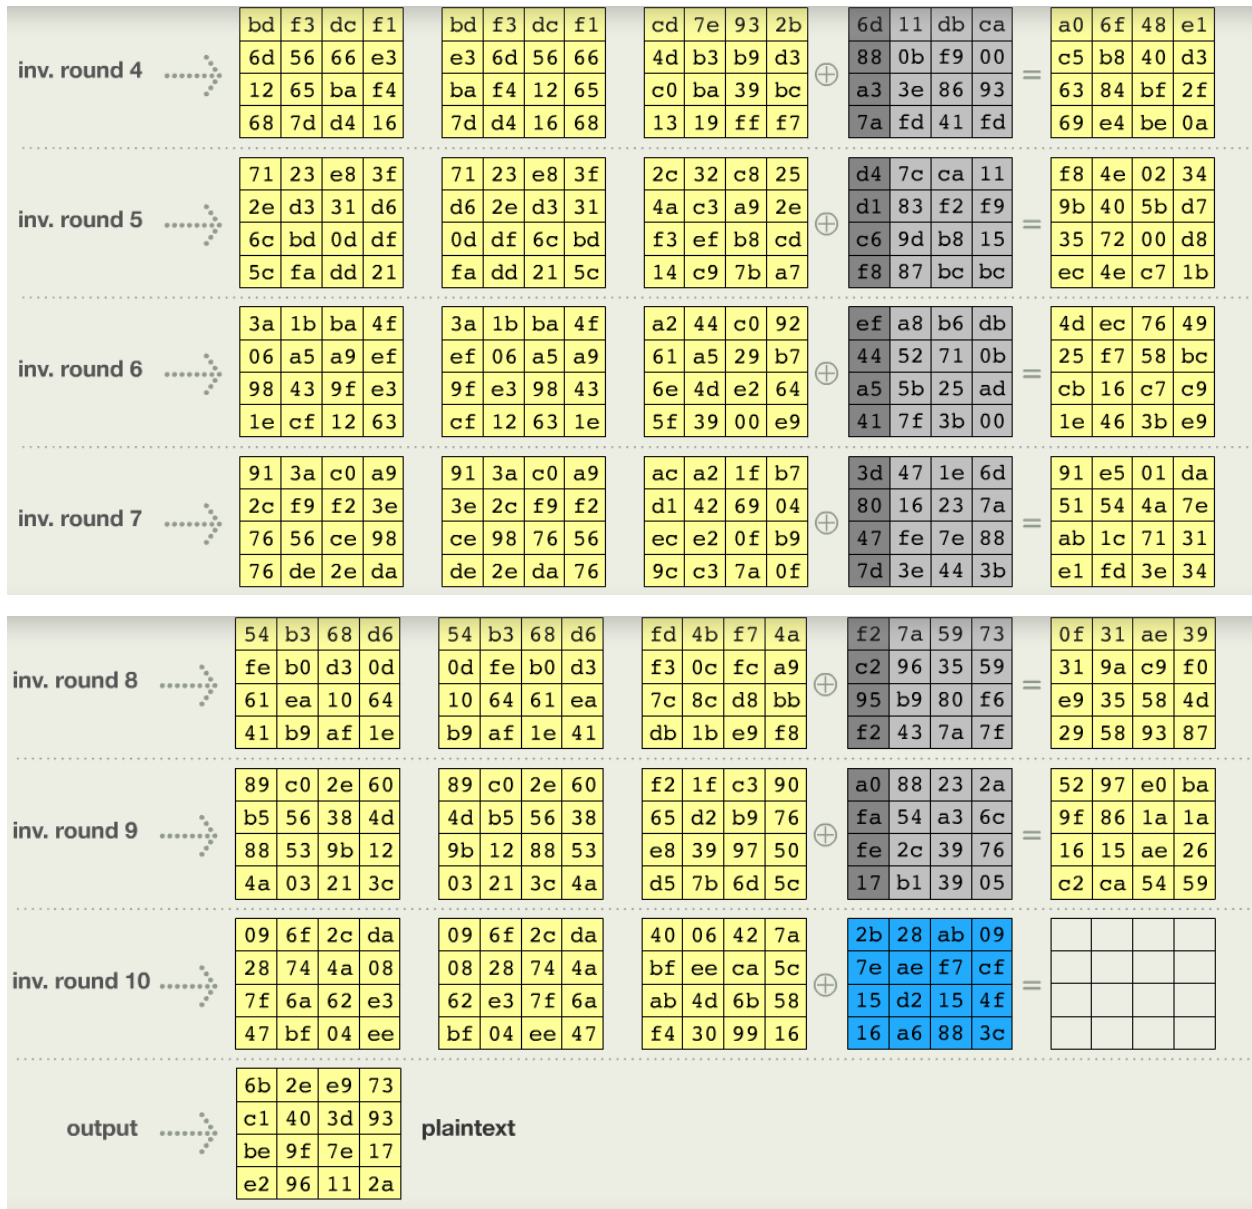 bd f3 dc f1 bd f3 dc f1 cd 7e 93 2b 6d 11 db ca a0 6f 48 e1
inv. round 4 6d 56 66 e3 e3 6d 56 66 4d b3 b9 d3 ⊕ 88 0b f9 00 = c5 b8 40 d3
12 65 ba f4 ba f4 12 65 c0 ba 39 bc a3 3e 86 93 63 84 bf 2f
68 7d d4 16 7d d4 16 68 13 19 ff f7 7a fd 41 fd 69 e4 be 0a
71 23 e8 3f 71 23 e8 3f 2c 32 c8 25 d4 7c ca 11 f8 4e 02 34
inv. round 5 2e d3 31 d6 d6 2e d3 31 4a c3 a9 2e ⊕ d1 83 f2 f9 = 9b 40 5b d7
6c bd 0d df 0d df 6c bd f3 ef b8 cd c6 9d b8 15 35 72 00 d8
5c fa dd 21 fa dd 21 5c 14 c9 7b a7 f8 87 bc bc ec 4e c7 1b
3a 1b ba 4f 3a 1b ba 4f a2 44 c0 92 ef a8 b6 db 4d ec 76 49
inv. round 6 06 a5 a9 ef ef 06 a5 a9 61 a5 29 b7 ⊕ 44 52 71 0b = 25 f7 58 bc
98 43 9f e3 9f e3 98 43 6e 4d e2 64 a5 5b 25 ad cb 16 c7 c9
1e cf 12 63 cf 12 63 1e 5f 39 00 e9 41 7f 3b 00 1e 46 3b e9
91 3a c0 a9 91 3a c0 a9 ac a2 1f b7 3d 47 1e 6d 91 e5 01 da
inv. round 7 2c f9 f2 3e 3e 2c f9 f2 d1 42 69 04 ⊕ 80 16 23 7a = 51 54 4a 7e
76 56 ce 98 ce 98 76 56 ec e2 0f b9 47 fe 7e 88 ab 1c 71 31
76 de 2e da de 2e da 76 9c c3 7a 0f 7d 3e 44 3b e1 fd 3e 34
54 b3 68 d6 54 b3 68 d6 fd 4b f7 4a f2 7a 59 73 0f 31 ae 39
inv. round 8 fe b0 d3 0d 0d fe b0 d3 f3 0c fc a9 ⊕ c2 96 35 59 = 31 9a c9 f0
61 ea 10 64 10 64 61 ea 7c 8c d8 bb 95 b9 80 f6 e9 35 58 4d
41 b9 af 1e b9 af 1e 41 db 1b e9 f8 f2 43 7a 7f 29 58 93 87
89 c0 2e 60 89 c0 2e 60 f2 1f c3 90 a0 88 23 2a 52 97 e0 ba
inv. round 9 b5 56 38 4d 4d b5 56 38 65 d2 b9 76 ⊕ fa 54 a3 6c = 9f 86 1a 1a
88 53 9b 12 9b 12 88 53 e8 39 97 50 fe 2c 39 76 16 15 ae 26
4a 03 21 3c 03 21 3c 4a d5 7b 6d 5c 17 b1 39 05 c2 ca 54 59
09 6f 2c da 09 6f 2c da 40 06 42 7a 2b 28 ab 09
inv. round 10 28 74 4a 08 08 28 74 4a bf ee ca 5c ⊕ 7e ae f7 cf =
7f 6a 62 e3 62 e3 7f 6a ab 4d 6b 58 15 d2 15 4f
47 bf 04 ee bf 04 ee 47 f4 30 99 16 16 a6 88 3c
6b 2e e9 73
output c1 40 3d 93 plaintext
be 9f 7e 17
e2 96 11 2a